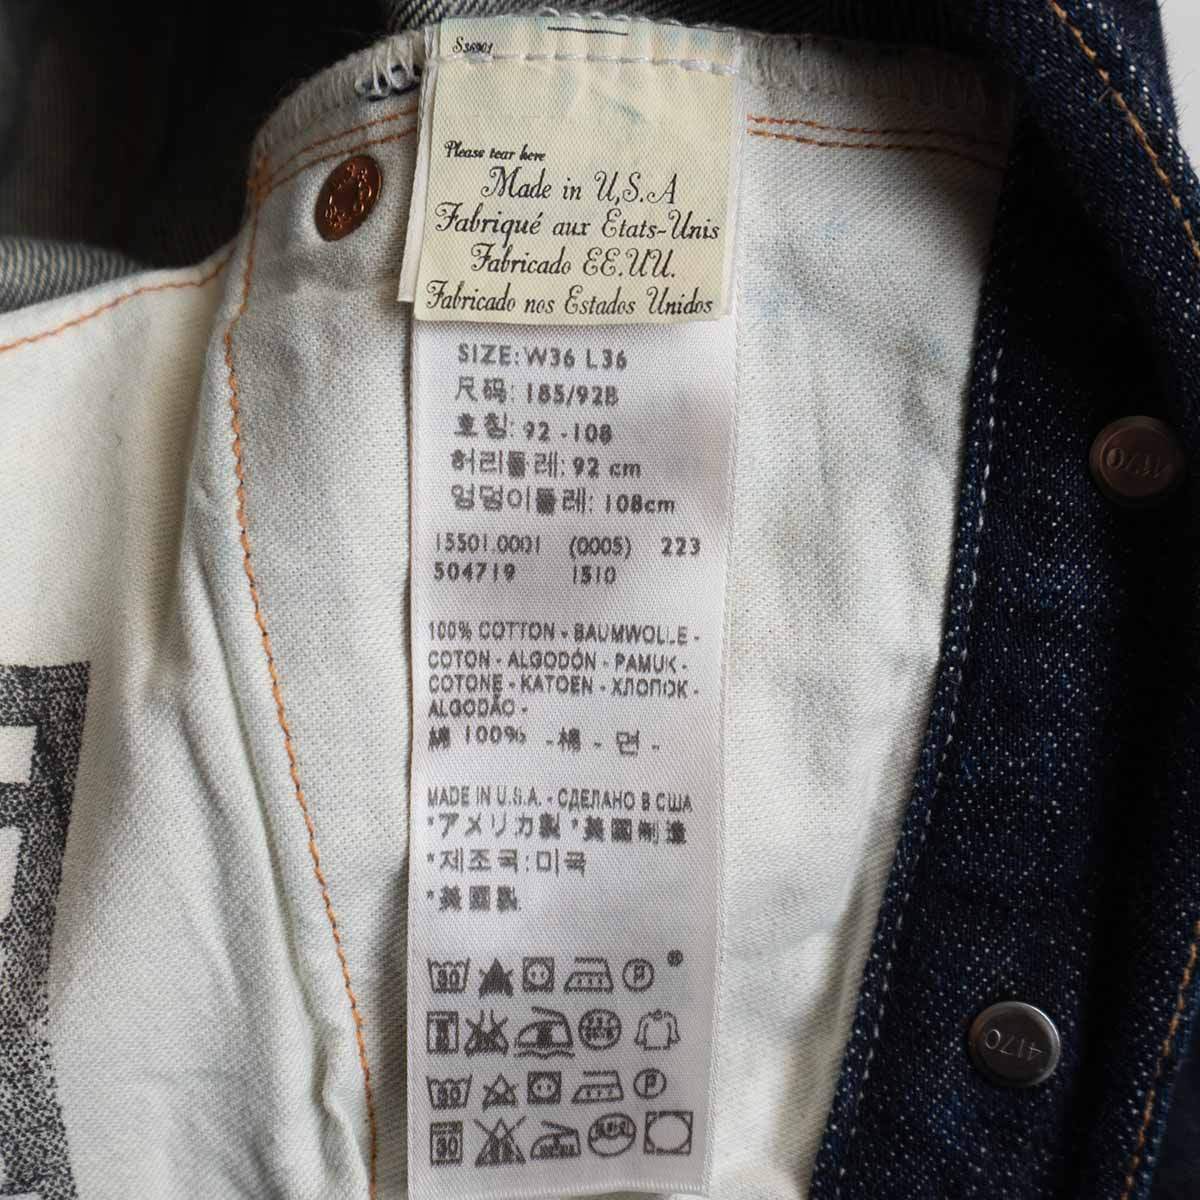 S36901
Please tear here
Made in U.S.A
Fabriqué aux Etats-Unis
Fabricado EE.UU.
Fabricado nos Estados Unidos
SIZE: W36 L36
尺码: 185/92B
호칭: 92 -108
허리둘레: 92 cm
엉덩이둘레: 108cm
15501.0001 (0005) 223
504719 1510
100% COTTON - BAUMWOLLE -
COTON - ALGODÓN - PAMUK -
COTONE - KATOEN - ХЛОПОК -
ALGODÃO -
綿 100% - 棉 - 면 -
MADE IN U.S.A. - СДЕЛАНО В США
*アメリカ製 *美國制造
*제조국:미국
*美國製
4170
4170